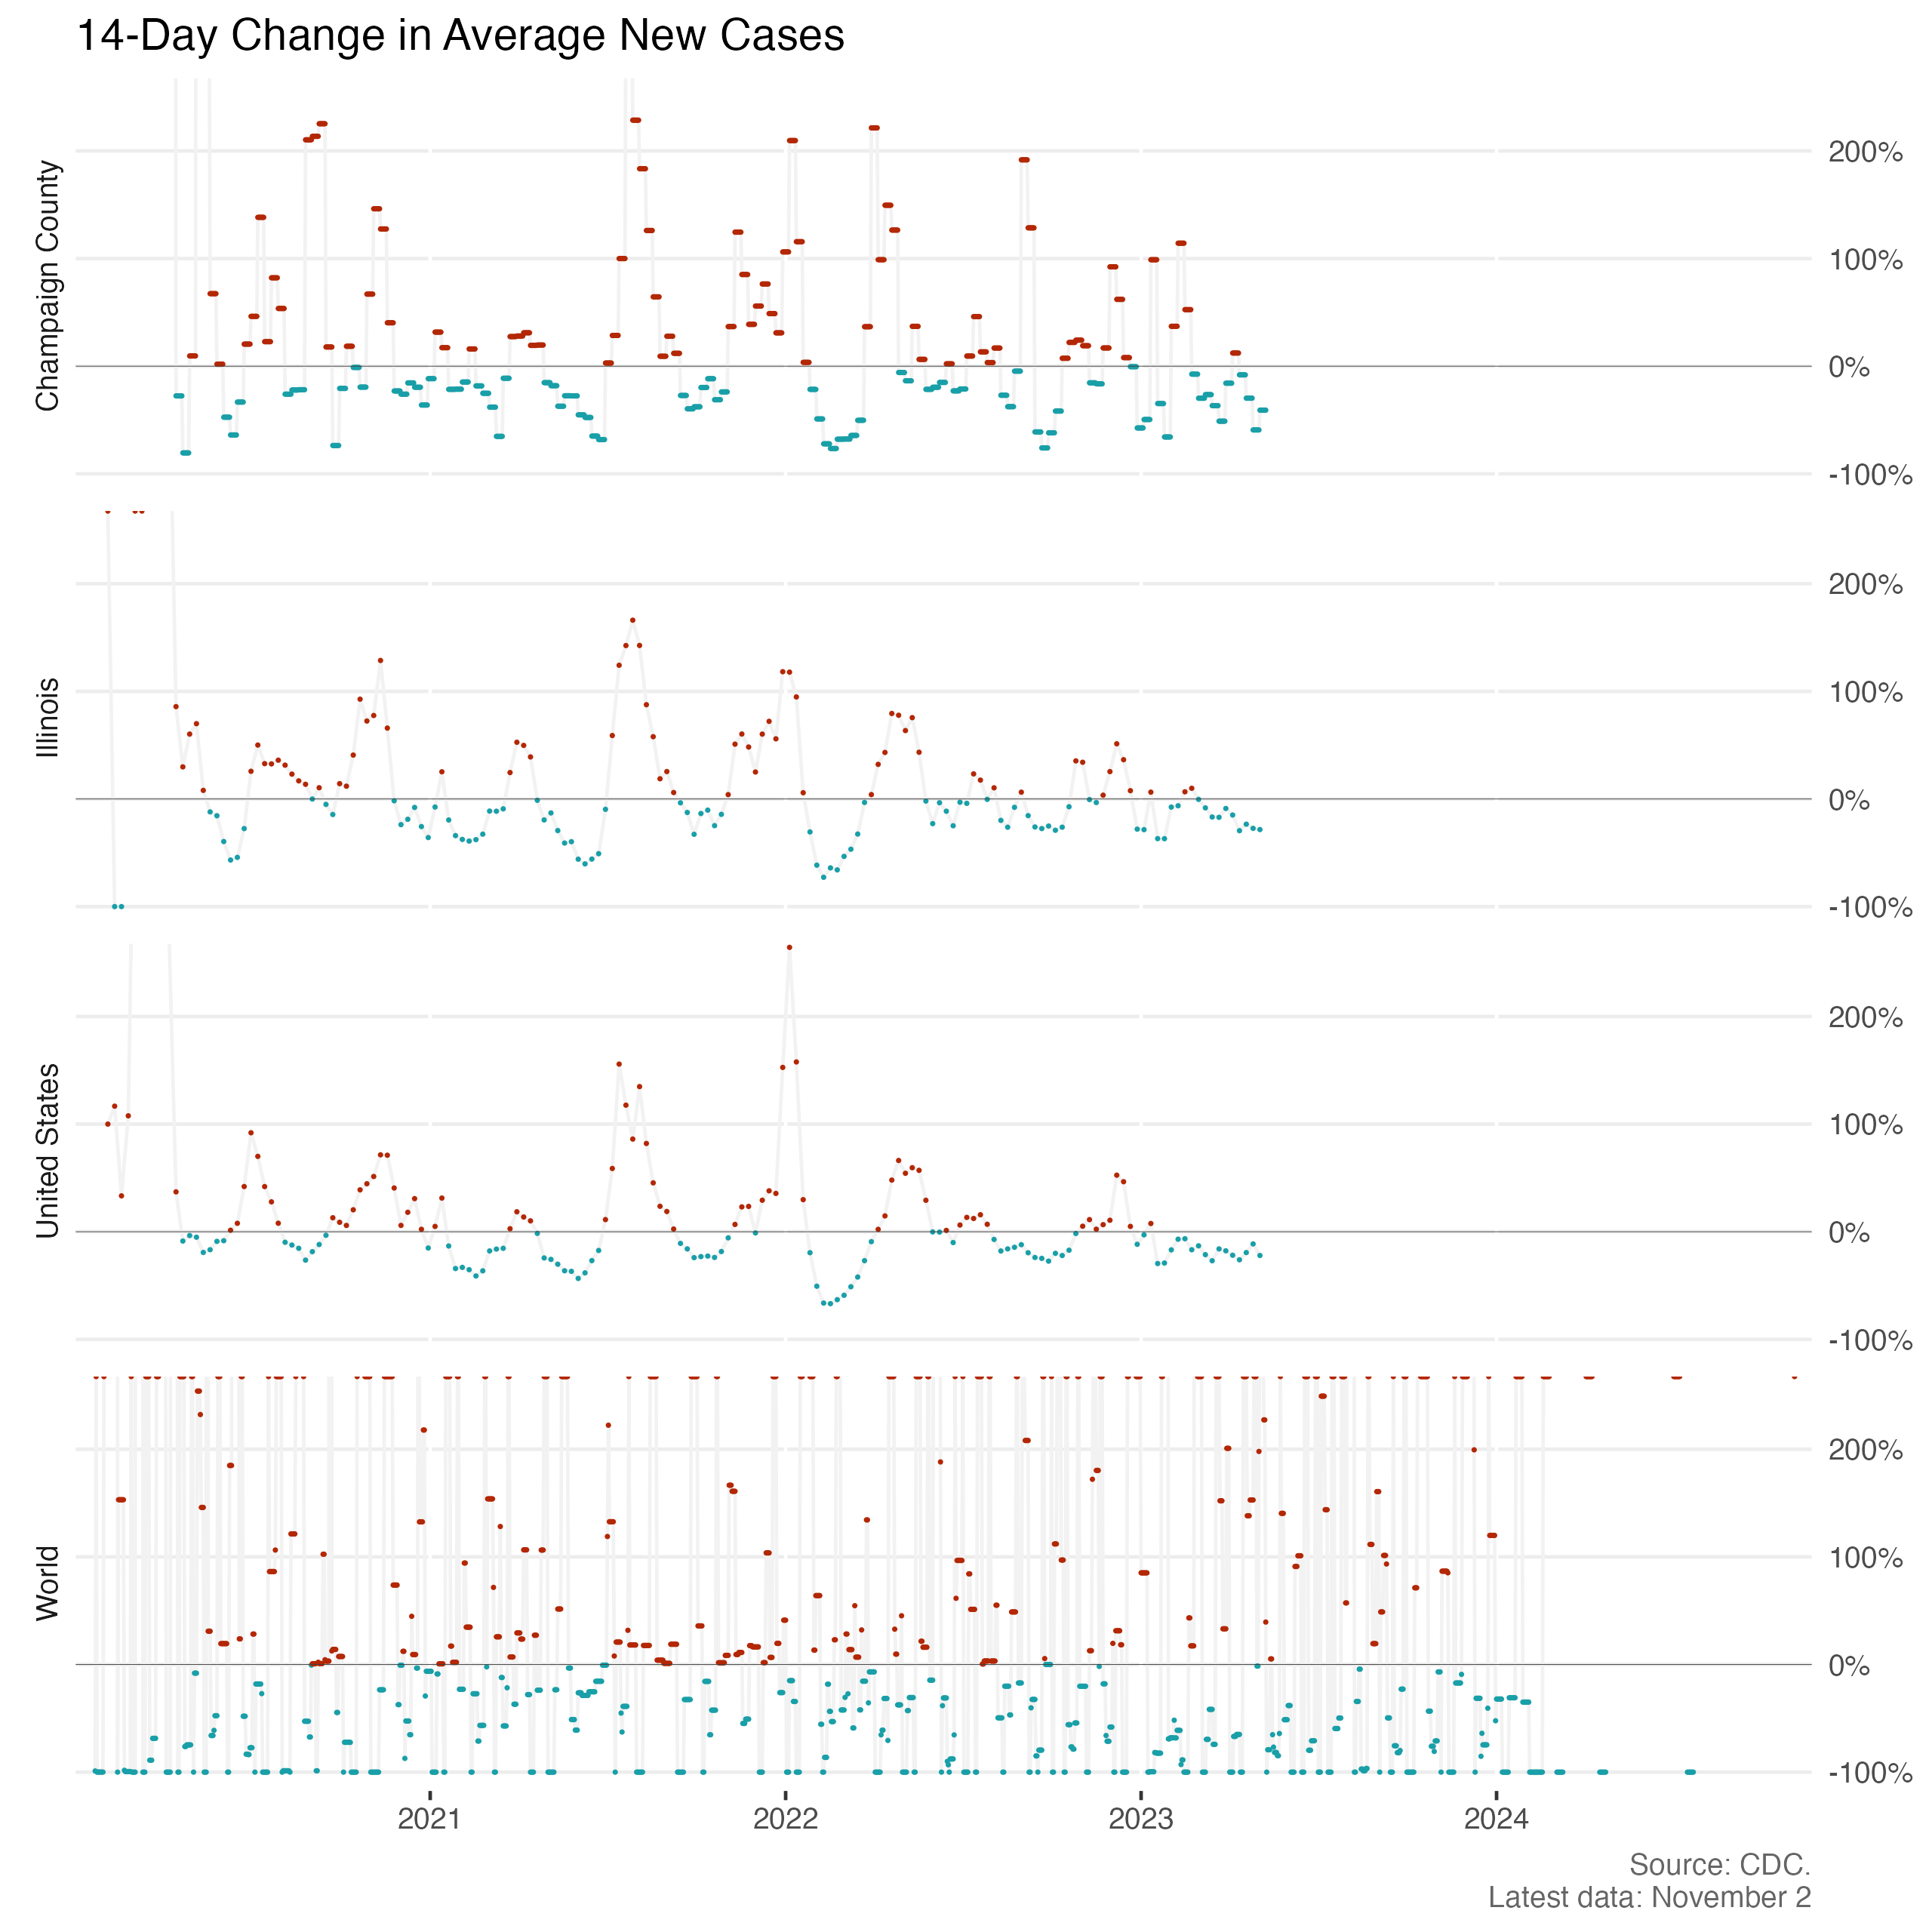 14-Day Change in Average New Cases
Champaign County
200%
100%
0%
-100%
Illinois
200%
100%
0%
-100%
United States
200%
100%
0%
-100%
World
200%
100%
0%
-100%
2021
2022
2023
2024
Source: CDC.
Latest data: November 2